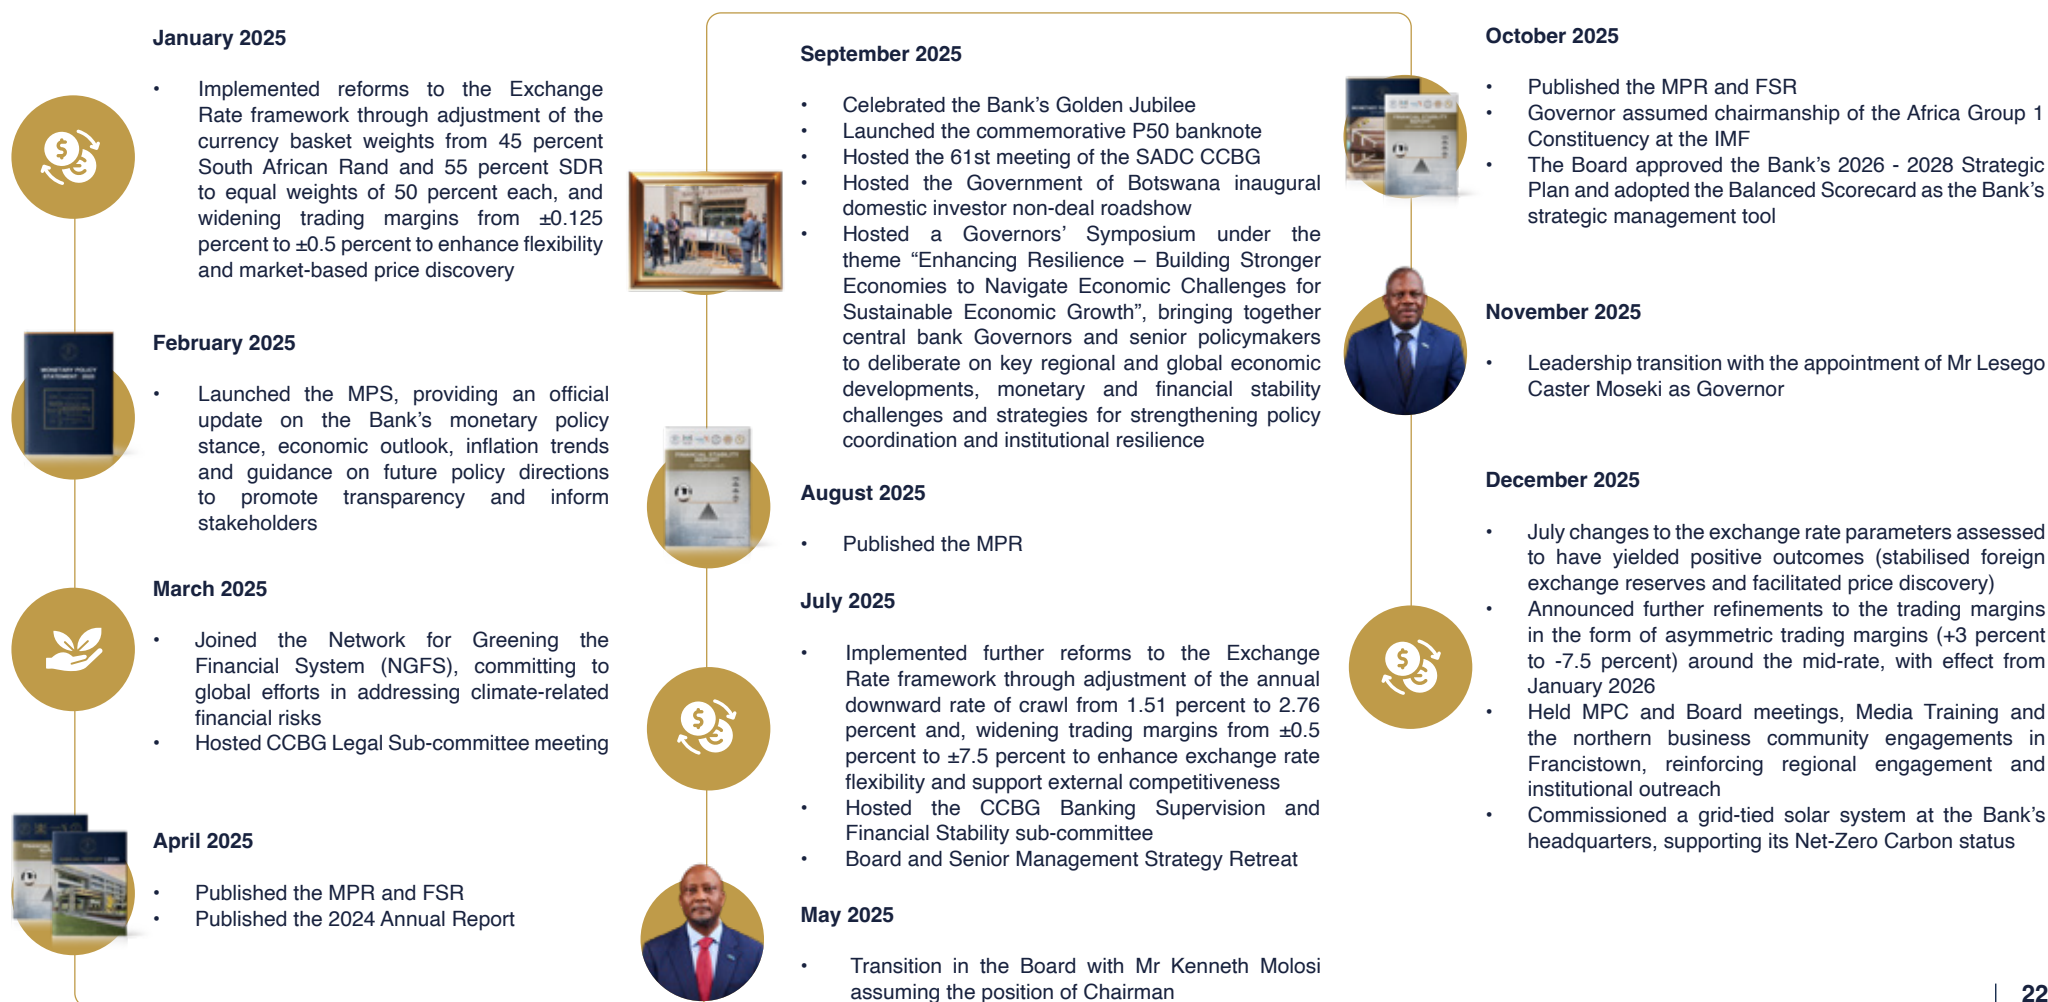 January 2025
• Implemented reforms to the Exchange
Rate framework through adjustment of the
currency basket weights from 45 percent
South African Rand and 55 percent SDR
to equal weights of 50 percent each, and
widening trading margins from ±0.125
percent to ±0.5 percent to enhance flexibility
and market-based price discovery
MONETARY POLICY
February 2025
• Launched the MPS, providing an official
update on the Bank’s monetary policy
stance, economic outlook, inflation trends
and guidance on future policy directions
to promote transparency and inform
stakeholders
March 2025
• Joined the Network for Greening the
Financial System (NGFS), committing to
global efforts in addressing climate-related
financial risks
• Hosted CCBG Legal Sub-committee meeting
April 2025
• Published the MPR and FSR
• Published the 2024 Annual Report
May 2025
• Transition in the Board with Mr Kenneth Molosi
assuming the position of Chairman
July 2025
• Implemented further reforms to the Exchange
Rate framework through adjustment of the annual
downward rate of crawl from 1.51 percent to 2.76
percent and, widening trading margins from ±0.5
percent to ±7.5 percent to enhance exchange rate
flexibility and support external competitiveness
• Hosted the CCBG Banking Supervision and
Financial Stability sub-committee
• Board and Senior Management Strategy Retreat
August 2025
• Published the MPR
FINANCIAL STABILITY
REPORT
September 2025
• Celebrated the Bank’s Golden Jubilee
• Launched the commemorative P50 banknote
• Hosted the 61st meeting of the SADC CCBG
• Hosted the Government of Botswana inaugural
domestic investor non-deal roadshow
• Hosted a Governors’ Symposium under the
theme “Enhancing Resilience – Building Stronger
Economies to Navigate Economic Challenges for
Sustainable Economic Growth”, bringing together
central bank Governors and senior policymakers
to deliberate on key regional and global economic
developments, monetary and financial stability
challenges and strategies for strengthening policy
coordination and institutional resilience
October 2025
• Published the MPR and FSR
• Governor assumed chairmanship of the Africa Group 1
Constituency at the IMF
• The Board approved the Bank’s 2026 - 2028 Strategic
Plan and adopted the Balanced Scorecard as the Bank’s
strategic management tool
November 2025
• Leadership transition with the appointment of Mr Lesego
Caster Moseki as Governor
December 2025
• July changes to the exchange rate parameters assessed
to have yielded positive outcomes (stabilised foreign
exchange reserves and facilitated price discovery)
• Announced further refinements to the trading margins
in the form of asymmetric trading margins (+3 percent
to -7.5 percent) around the mid-rate, with effect from
January 2026
• Held MPC and Board meetings, Media Training and
the northern business community engagements in
Francistown, reinforcing regional engagement and
institutional outreach
• Commissioned a grid-tied solar system at the Bank’s
headquarters, supporting its Net-Zero Carbon status
| 22